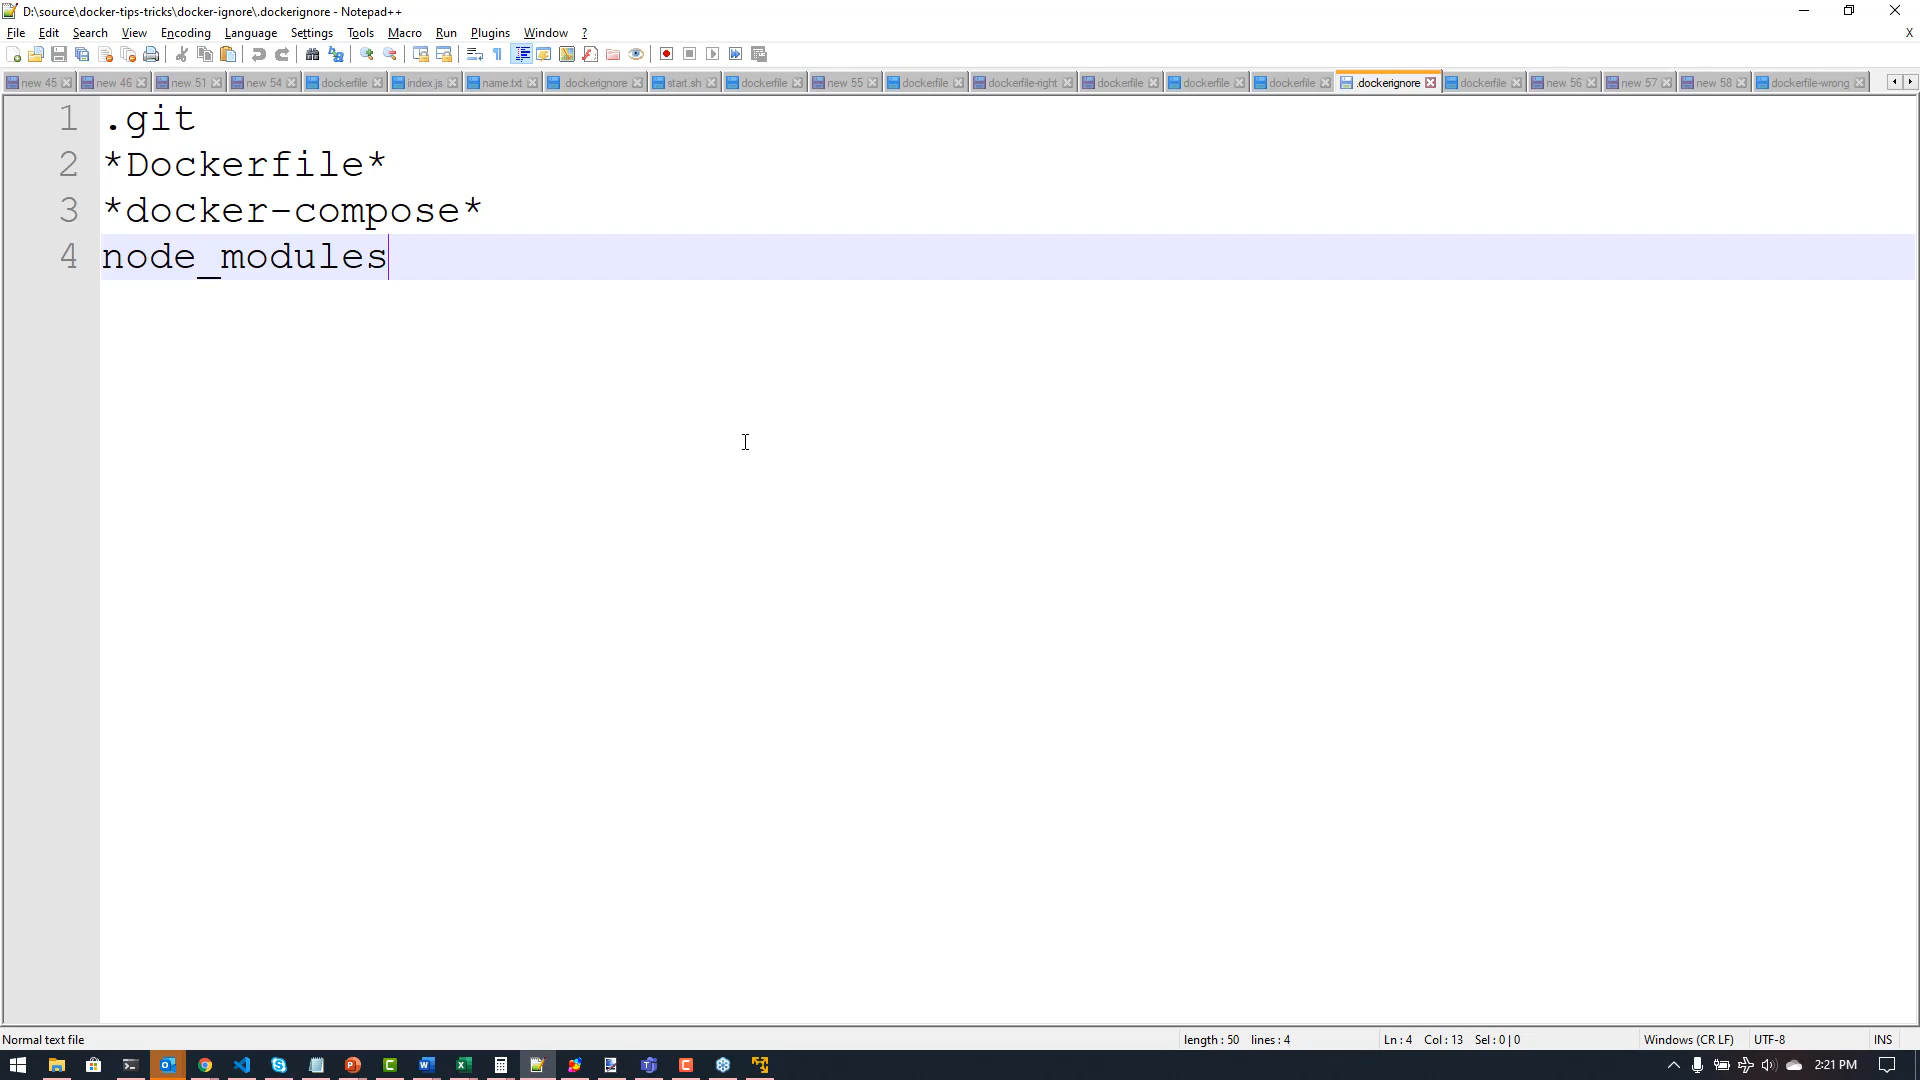 D:\source\docker-tips-tricks\docker-ignore\.dockerignore - Notepad++
File Edit Search View Encoding Language Settings Tools Macro Run Plugins Window ? X
new 45 new 46 new 51 new 54 dockerfile index.js name.txt .dockerignore start.sh dockerfile new 55 dockerfile dockerfile-right dockerfile dockerfile dockerfile .dockerignore dockerfile new 56 new 57 new 58 dockerfile-wrong
1 .git
2 *Dockerfile*
3 *docker-compose*
4 node_modules
Normal text file length : 50 lines : 4 Ln : 4 Col : 13 Sel : 0 | 0 Windows (CR LF) UTF-8 INS
2:21 PM